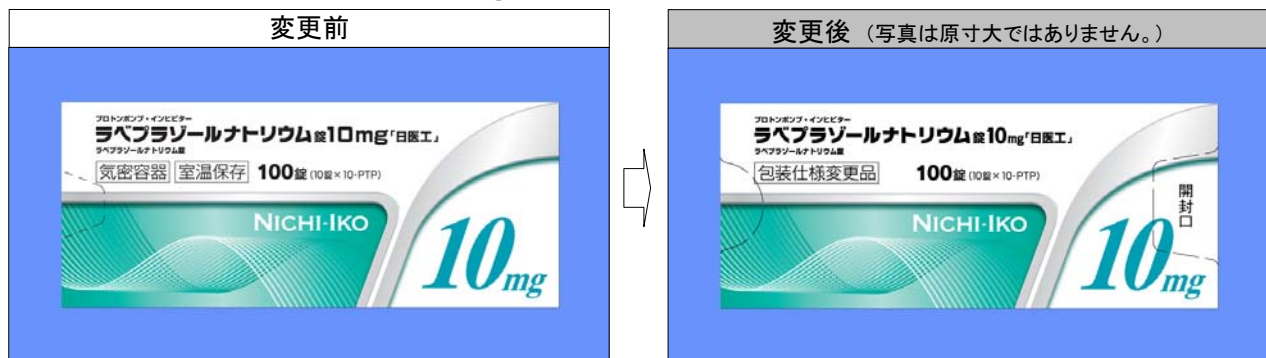 変更前
プロトンポンプ・インヒビター
ラベプラゾールナトリウム錠10mg「日医工」
ラベプラゾールナトリウム錠
気密容器 室温保存 100錠 (10錠×10・PTP)
NICHI-IKO
10mg
変更後 (写真は原寸大ではありません。)
プロトンポンプ・インヒビター
ラベプラゾールナトリウム錠10mg「日医工」
ラベプラゾールナトリウム錠
包装仕様変更品 100錠 (10錠×10・PTP)
開封口
NICHI-IKO
10mg